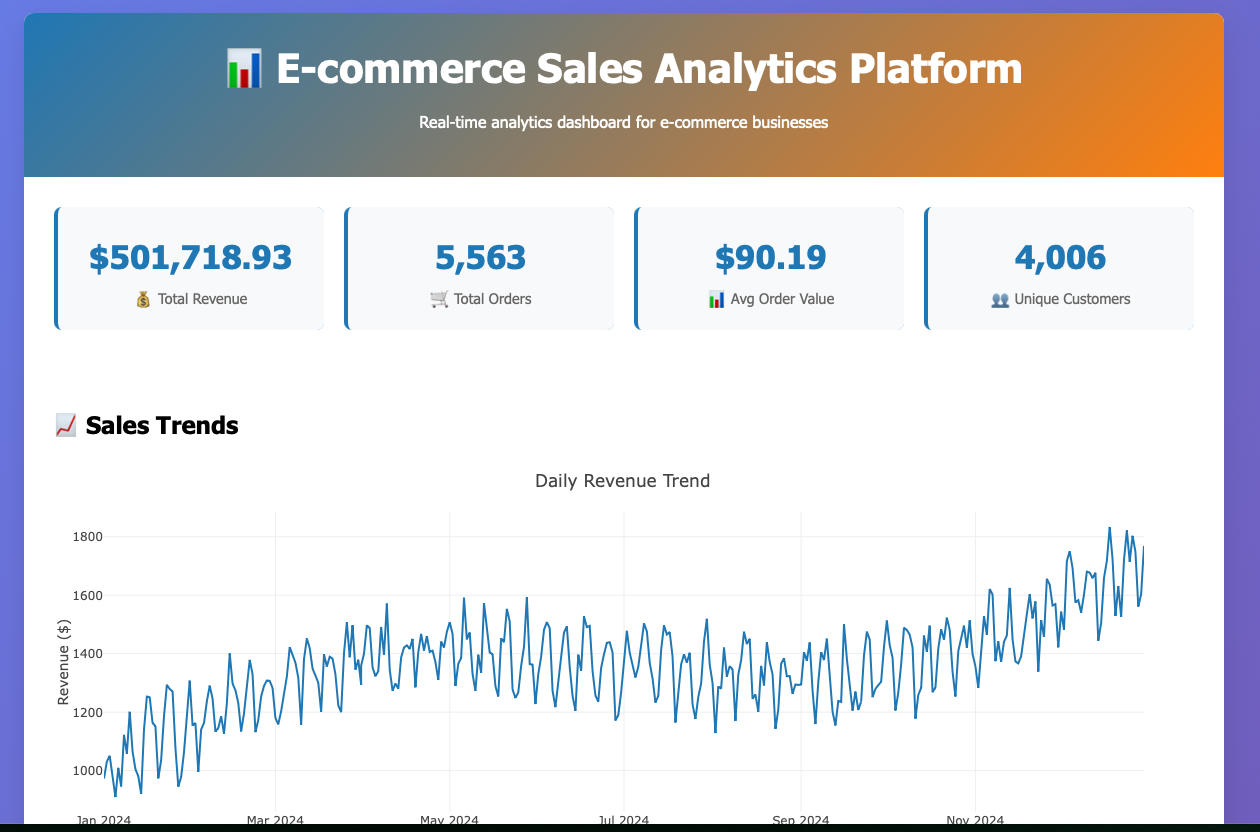 E-commerce Sales Analytics Platform
Real-time analytics dashboard for e-commerce businesses
$501,718.93
Total Revenue
5,563
Total Orders
$90.19
Avg Order Value
4,006
Unique Customers
Sales Trends
Daily Revenue Trend
Revenue ($)
1800
1600
1400
1200
1000
Jan 2024
Mar 2024
May 2024
Jul 2024
Sep 2024
Nov 2024